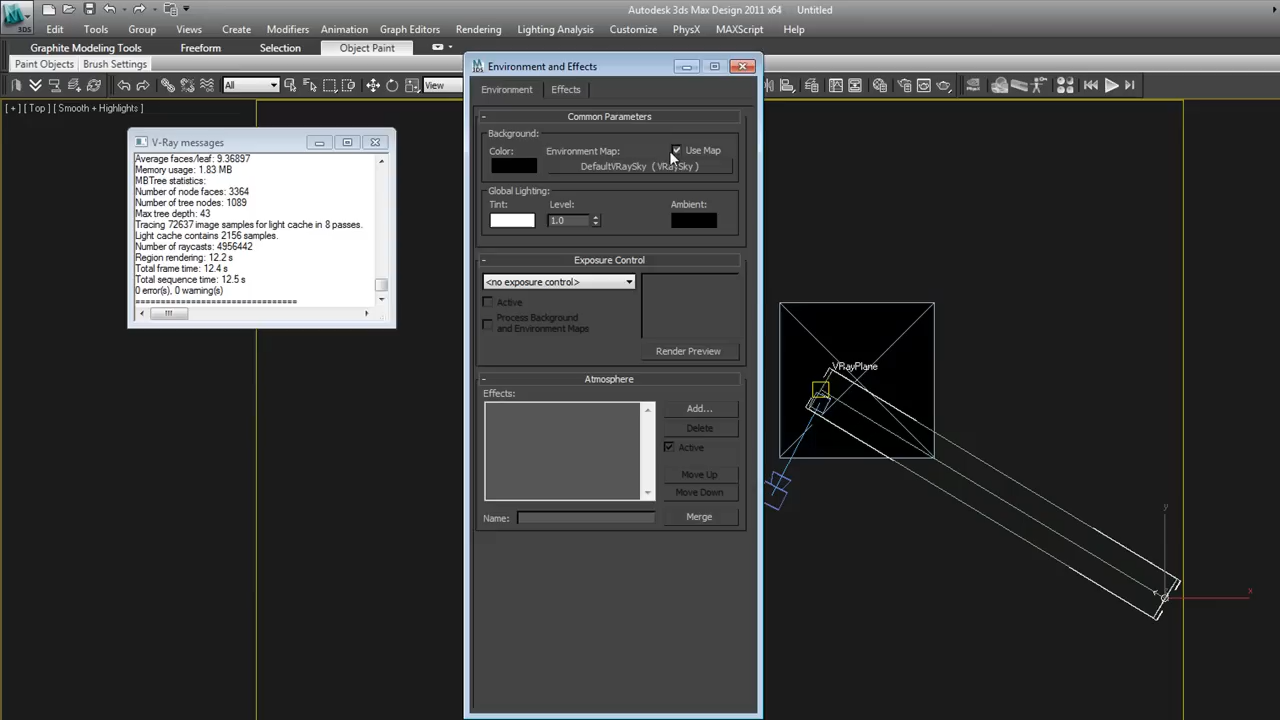 Autodesk 3ds Max Design 2011 x64 Untitled
3DS
Edit Tools Group Views Create Modifiers Animation Graph Editors Rendering Lighting Analysis Customize PhysX MAXScript Help
Graphite Modeling Tools Freeform Selection Object Paint
Paint Objects Brush Settings
All View
[ + ] [ Top ] [ Smooth + Highlights ]
V-Ray messages
Average faces/leaf: 9.36897
Memory usage: 1.83 MB
MBTree statistics:
Number of node faces: 3364
Number of tree nodes: 1089
Max tree depth: 43
Tracing 72637 image samples for light cache in 8 passes.
Light cache contains 2156 samples.
Number of raycasts: 4956442
Region rendering: 12.2 s
Total frame time: 12.4 s
Total sequence time: 12.5 s
0 error(s), 0 warning(s)
==============================
Environment and Effects
Environment Effects
- Common Parameters
Background:
Color: Environment Map: Use Map
DefaultVRaySky ( VRaySky )
Global Lighting:
Tint: Level: Ambient:
1.0
- Exposure Control
<no exposure control>
Active
Process Background
and Environment Maps
Render Preview
- Atmosphere
Effects:
Add...
Delete
Active
Move Up
Move Down
Name: Merge
VRayPlane
y
x